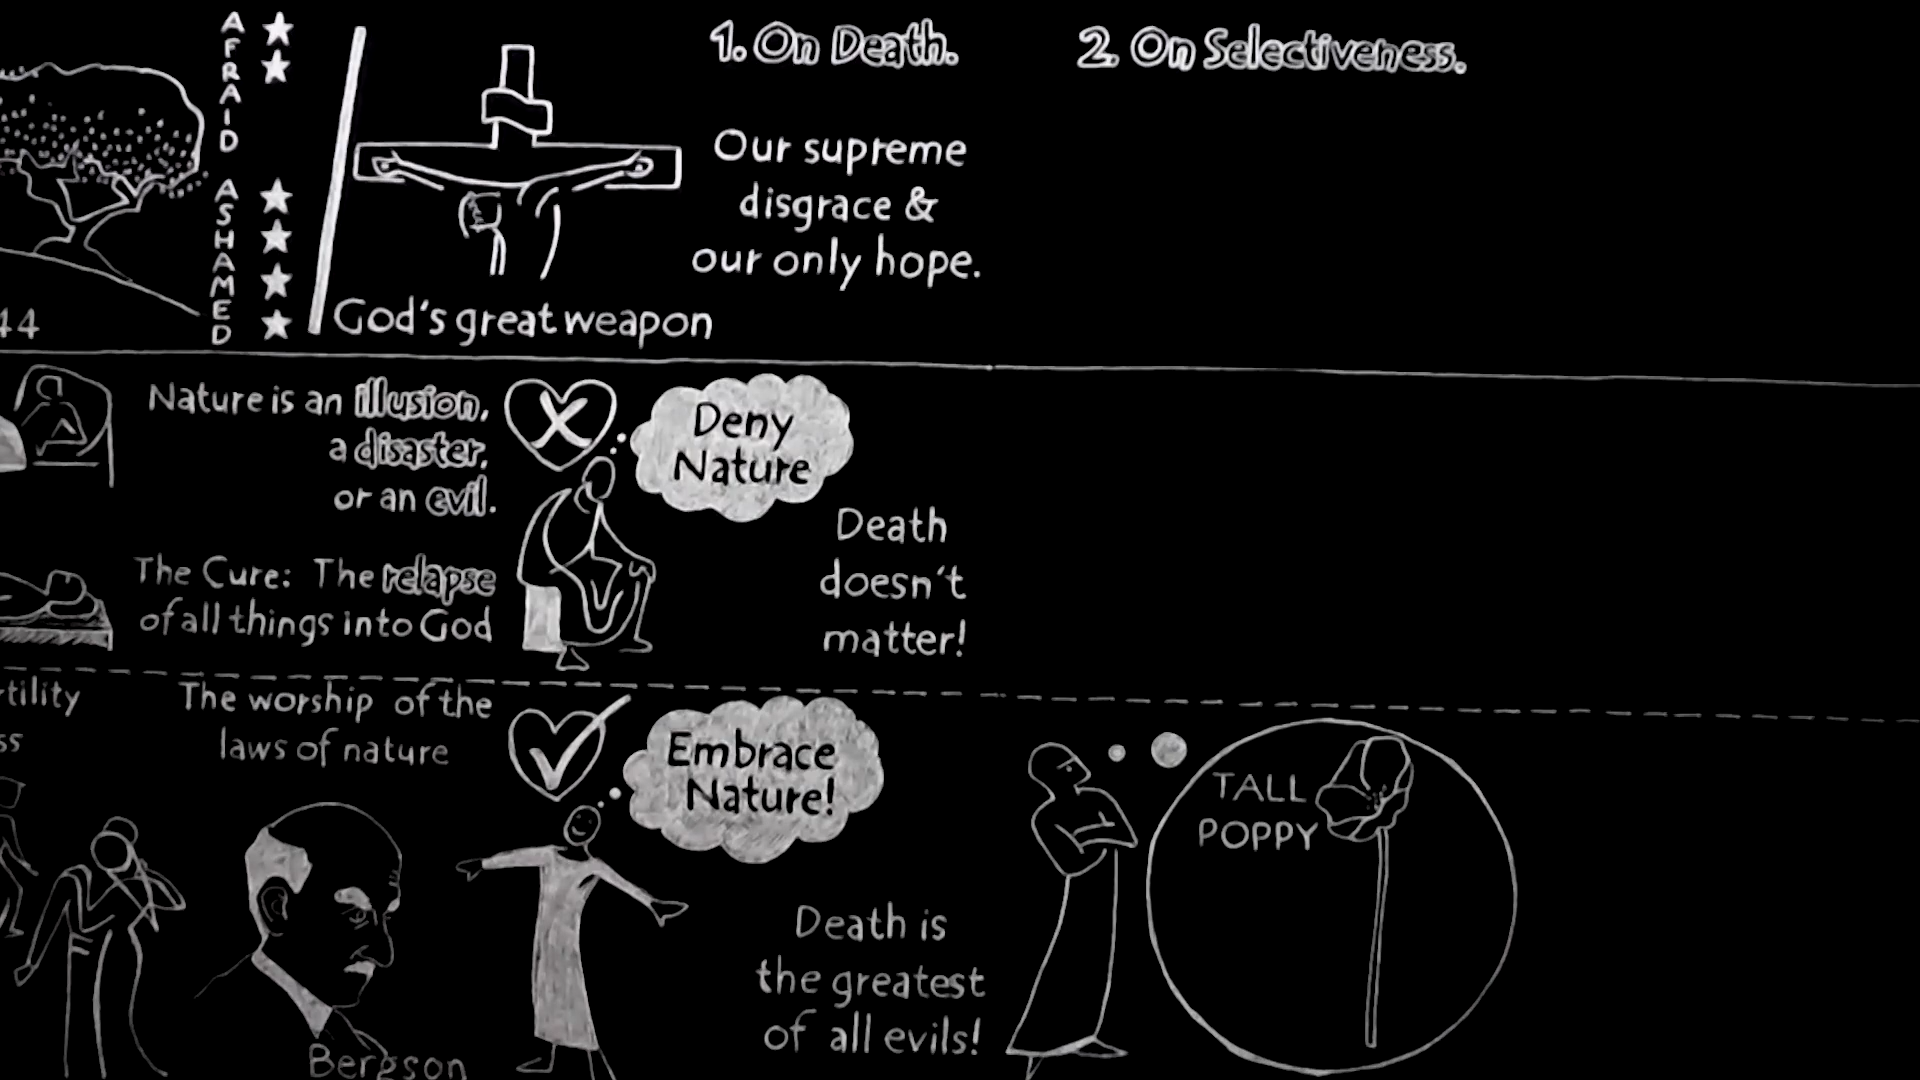 AFRAID
ASHAMED
44
God's great weapon
1. On Death.
Our supreme
disgrace &
our only hope.
2. On Selectiveness.
Nature is an illusion,
a disaster,
or an evil.
The Cure: The relapse
of all things into God
Deny
Nature
Death
doesn't
matter!
tility
ss
The worship of the
laws of nature
Bergson
Embrace
Nature!
Death is
the greatest
of all evils!
TALL
POPPY